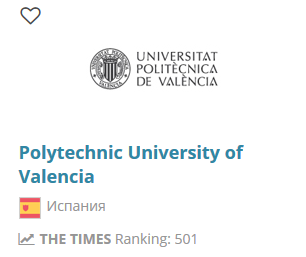 UNIVERSITAT
POLITÈCNICA
DE VALÈNCIA
Polytechnic University of
Valencia
Испания
THE TIMES Ranking: 501